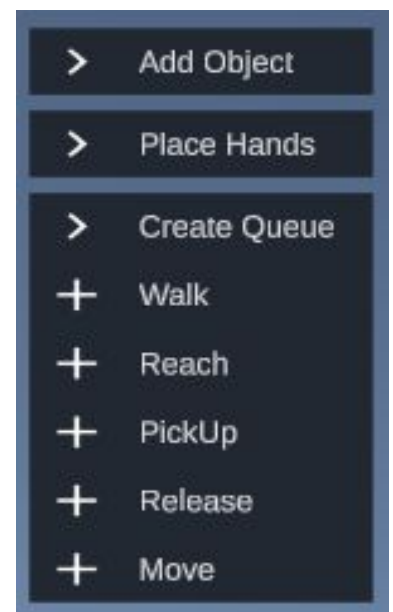 Add Object
Place Hands
Create Queue
Walk
Reach
PickUp
Release
Move